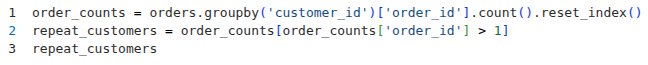 1 order_counts = orders.groupby('customer_id')['order_id'].count().reset_index()
2 repeat_customers = order_counts[order_counts['order_id'] > 1]
3 repeat_customers